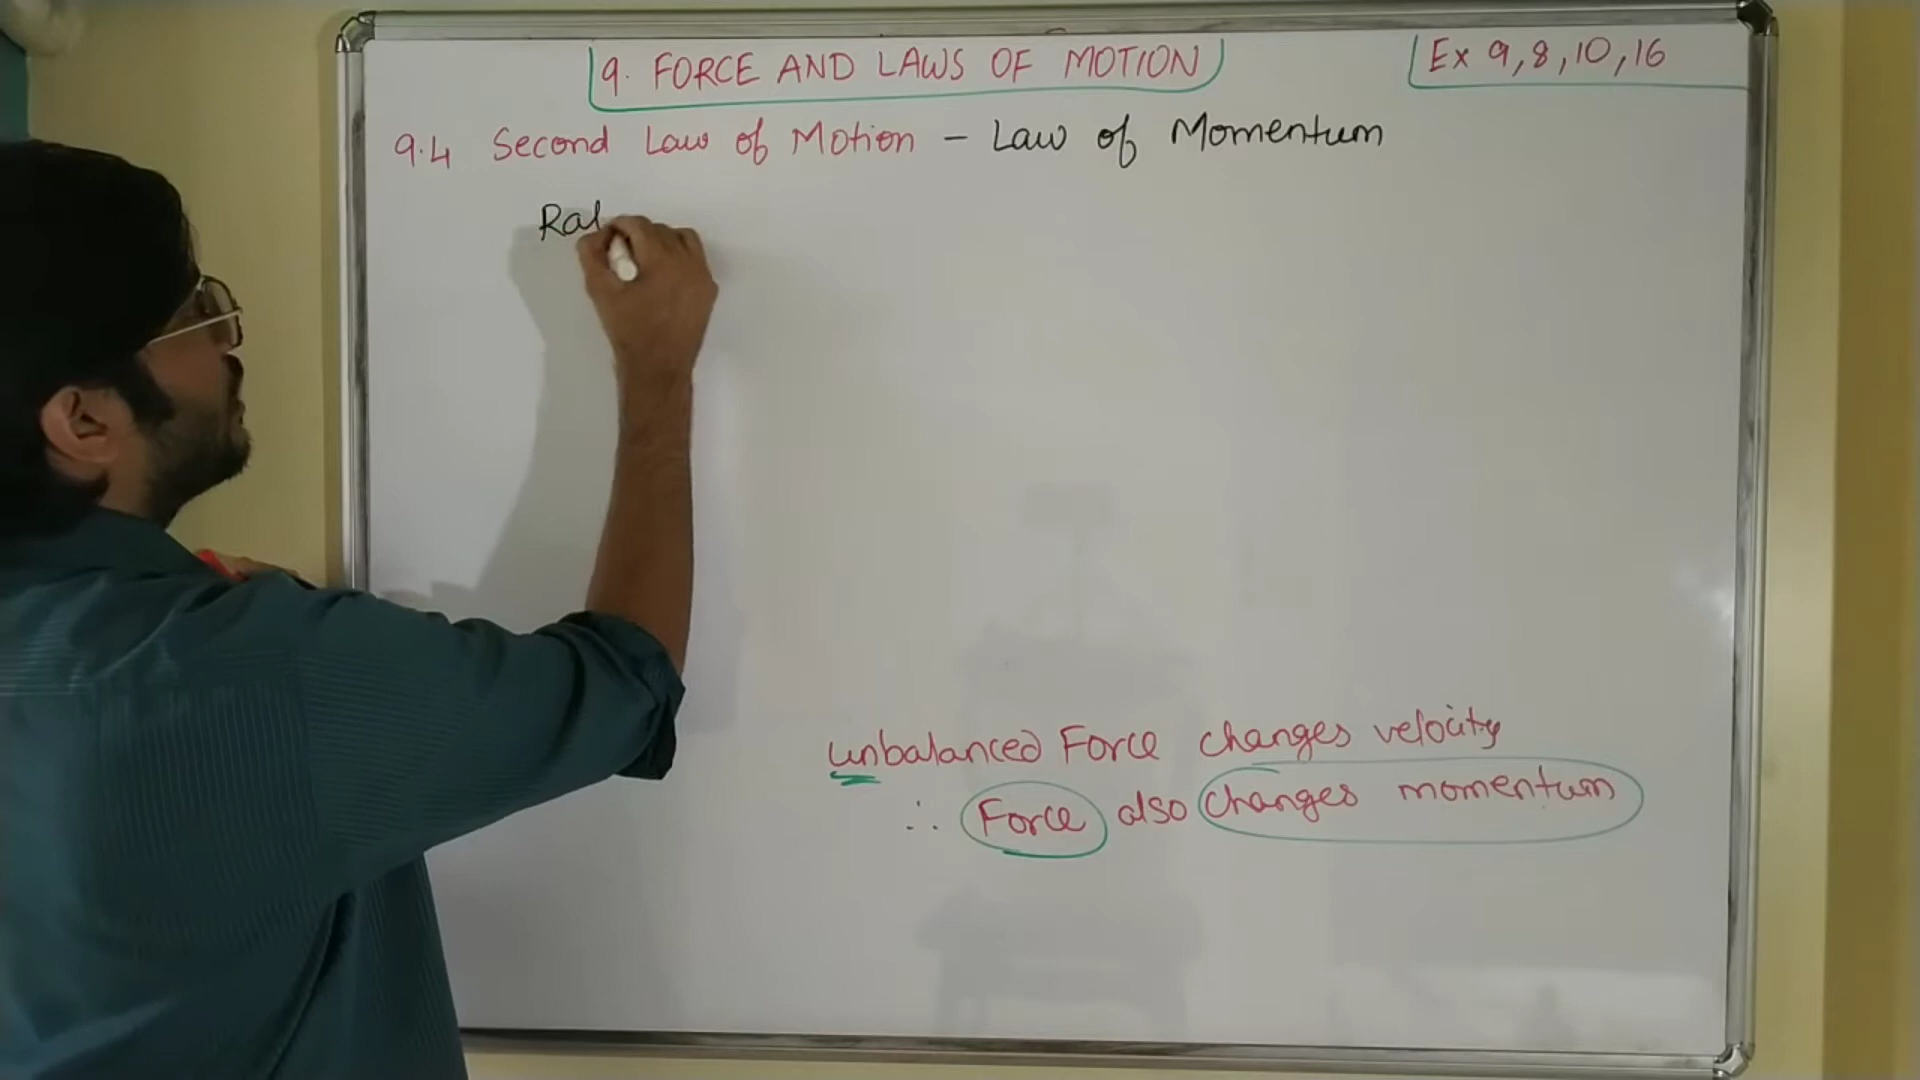 9. FORCE AND LAWS OF MOTION
Ex 9,8,10,16
9.4 Second Law of Motion – Law of Momentum
unbalanced Force changes velocity
∴ Force also changes momentum